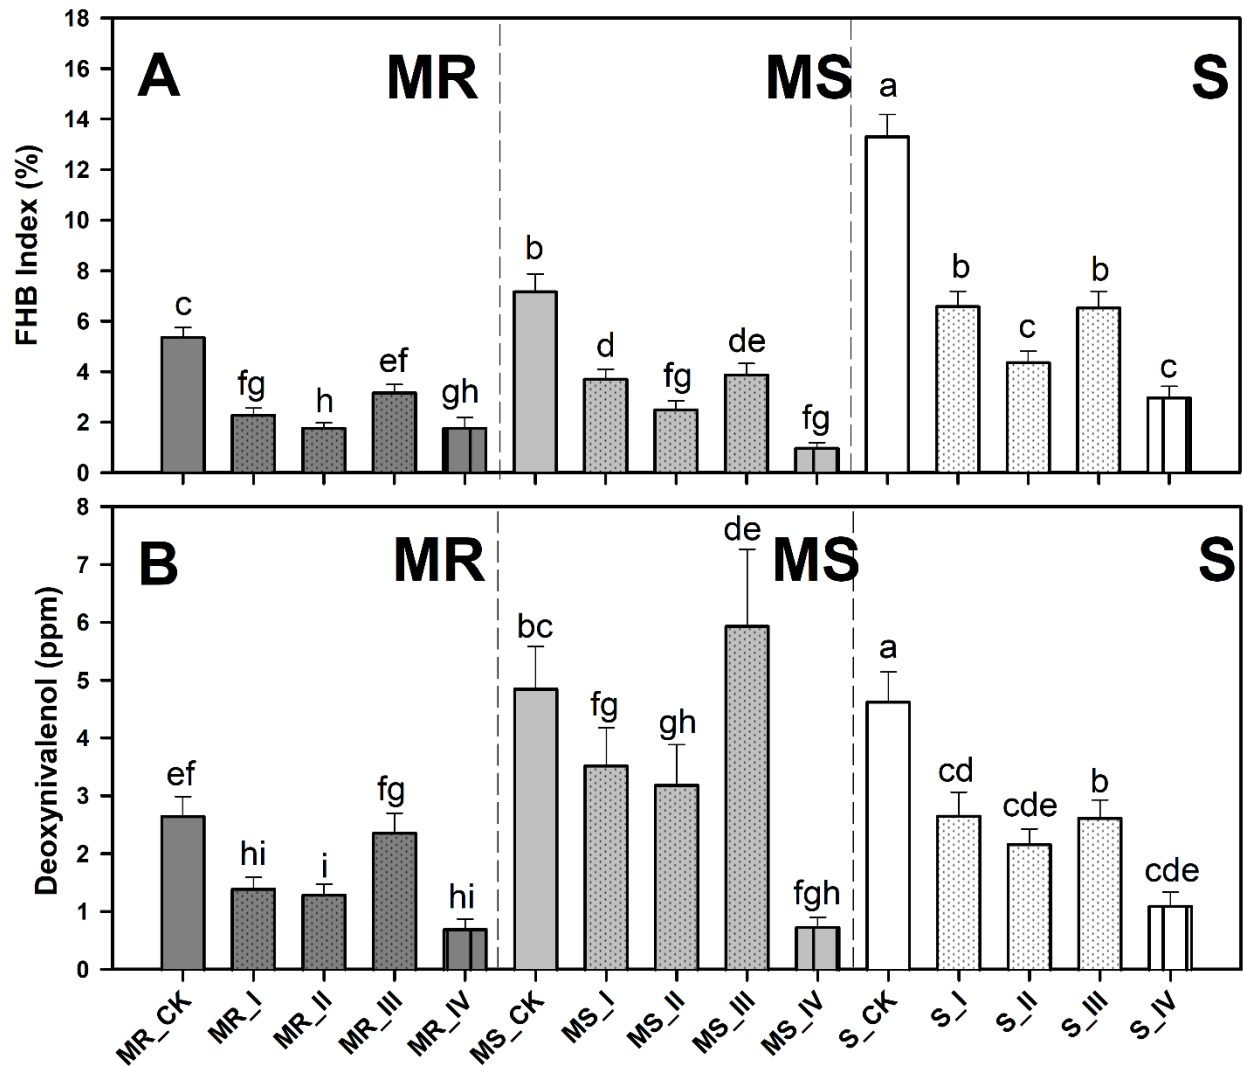 18
16
14
12
10
8
6
4
2
0
FHB Index (%)
A
MR
MS
S
c
fg
h
ef
gh
b
d
fg
de
fg
a
b
c
b
c
8
7
6
5
4
3
2
1
0
Deoxynivalenol (ppm)
B
MR
MS
S
ef
hi
i
fg
hi
bc
fg
gh
de
fgh
a
cd
cde
b
cde
MR_CK
MR_I
MR_II
MR_III
MR_IV
MS_CK
MS_I
MS_II
MS_III
MS_IV
S_CK
S_I
S_II
S_III
S_IV